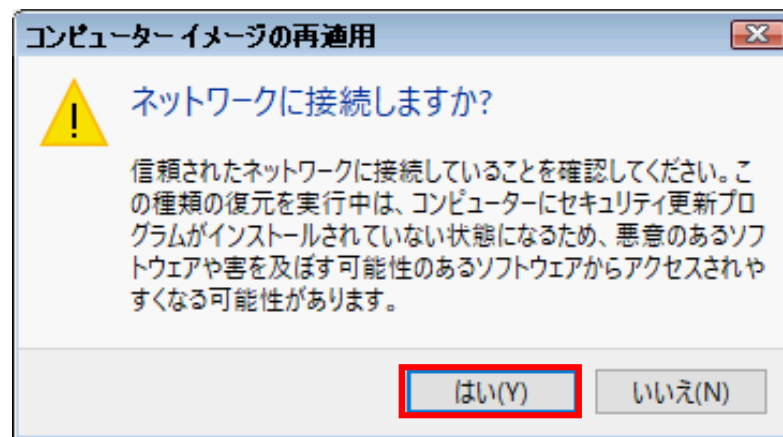 コンピューター イメージの再適用
ネットワークに接続しますか?
信頼されたネットワークに接続していることを確認してください。こ
の種類の復元を実行中は、コンピューターにセキュリティ更新プロ
グラムがインストールされていない状態になるため、悪意のあるソフ
トウェアや害を及ぼす可能性のあるソフトウェアからアクセスされや
すくなる可能性があります。
はい(Y) いいえ(N)